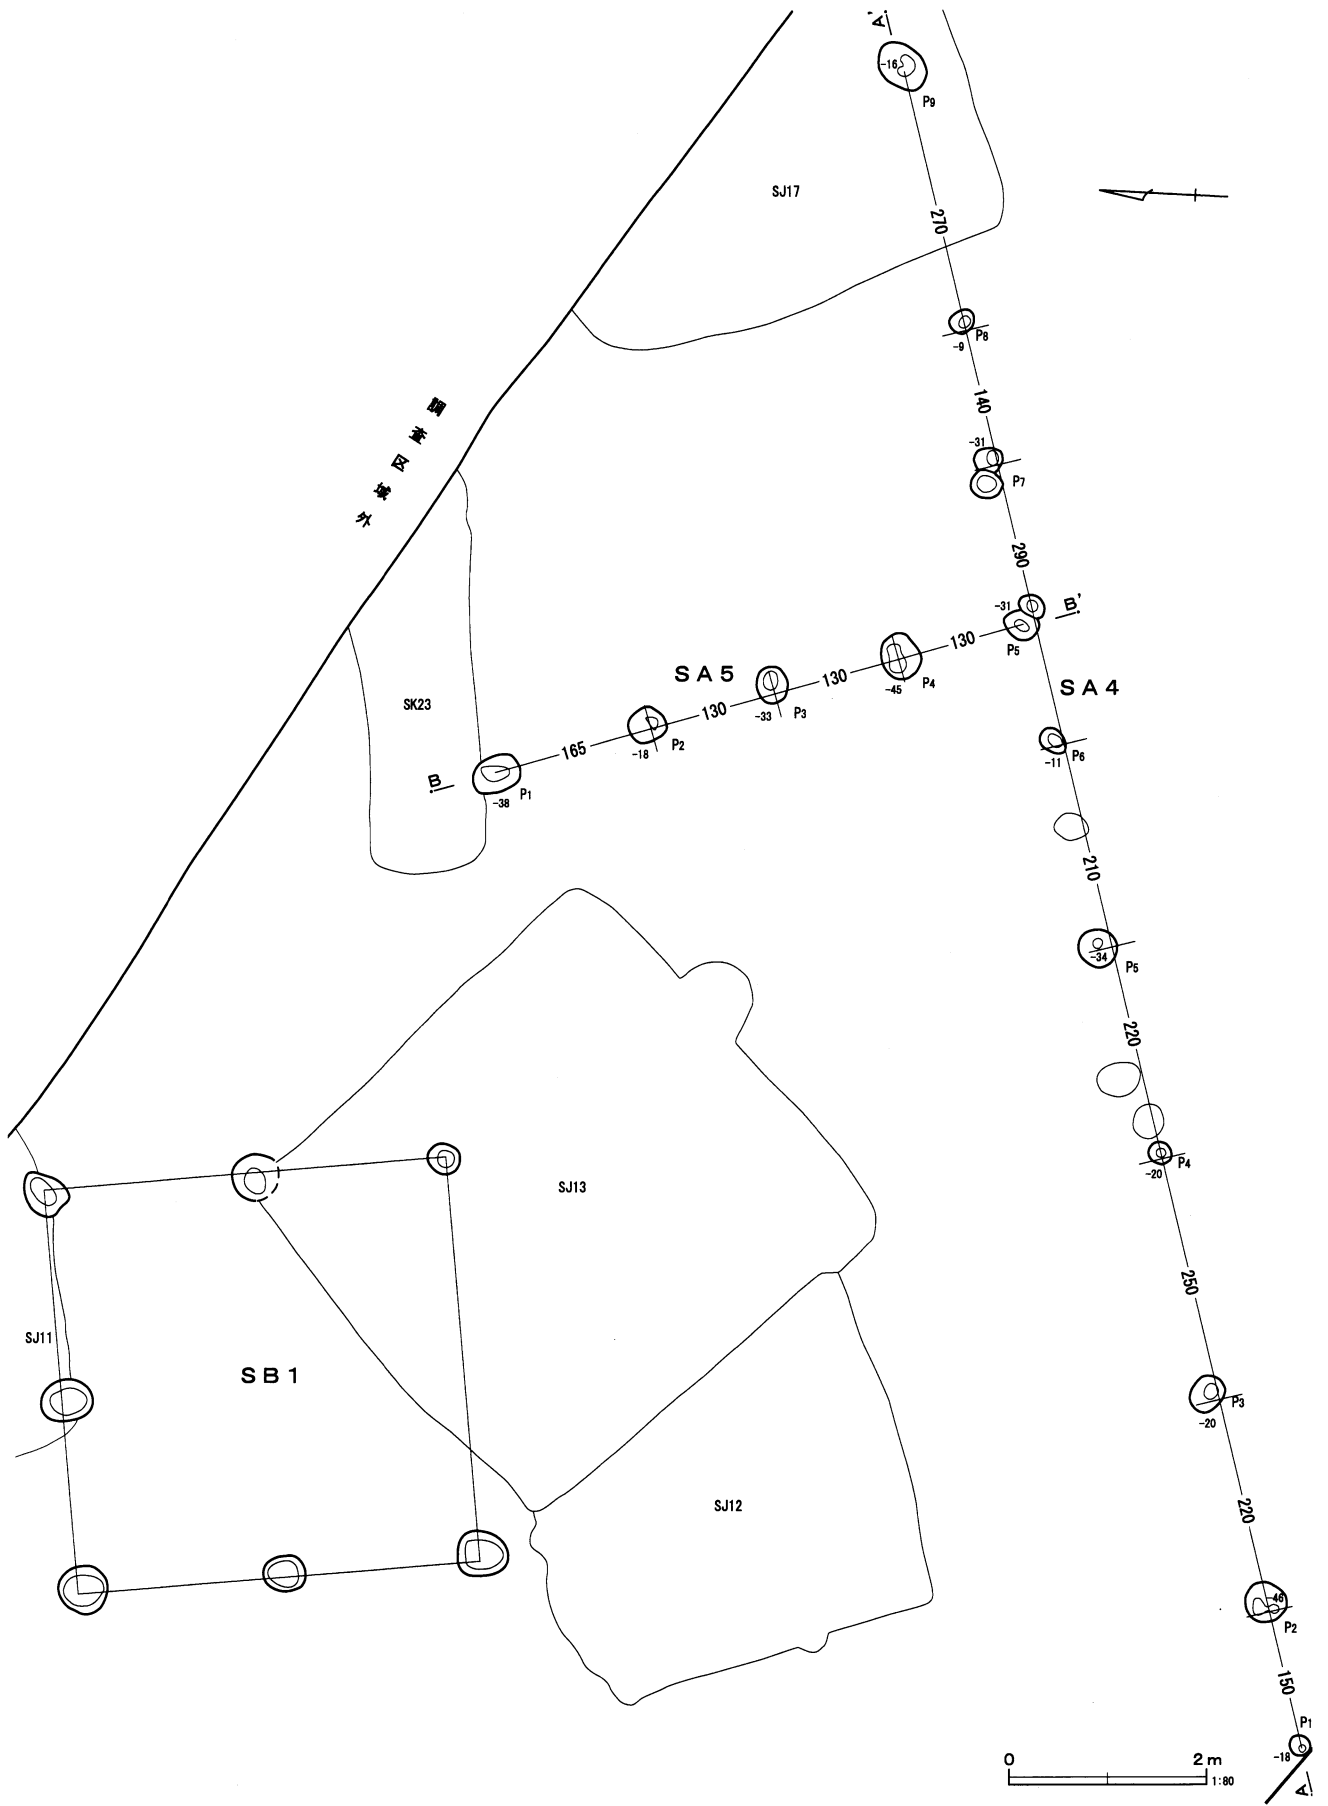 A'
-16
P9
SJ17
270
P8
-9
調査区域外
140
-31
P7
290
-31
B'
P5
130
SA5
P4
-45
SA4
130
SK23
-33
P3
130
P2
-18
165
P6
-11
B
P1
-38
210
-34
P5
220
P4
-20
SJ13
250
SJ11
SB1
P3
-20
SJ12
220
-46
P2
150
P1
-18
0
2m
1:80
A